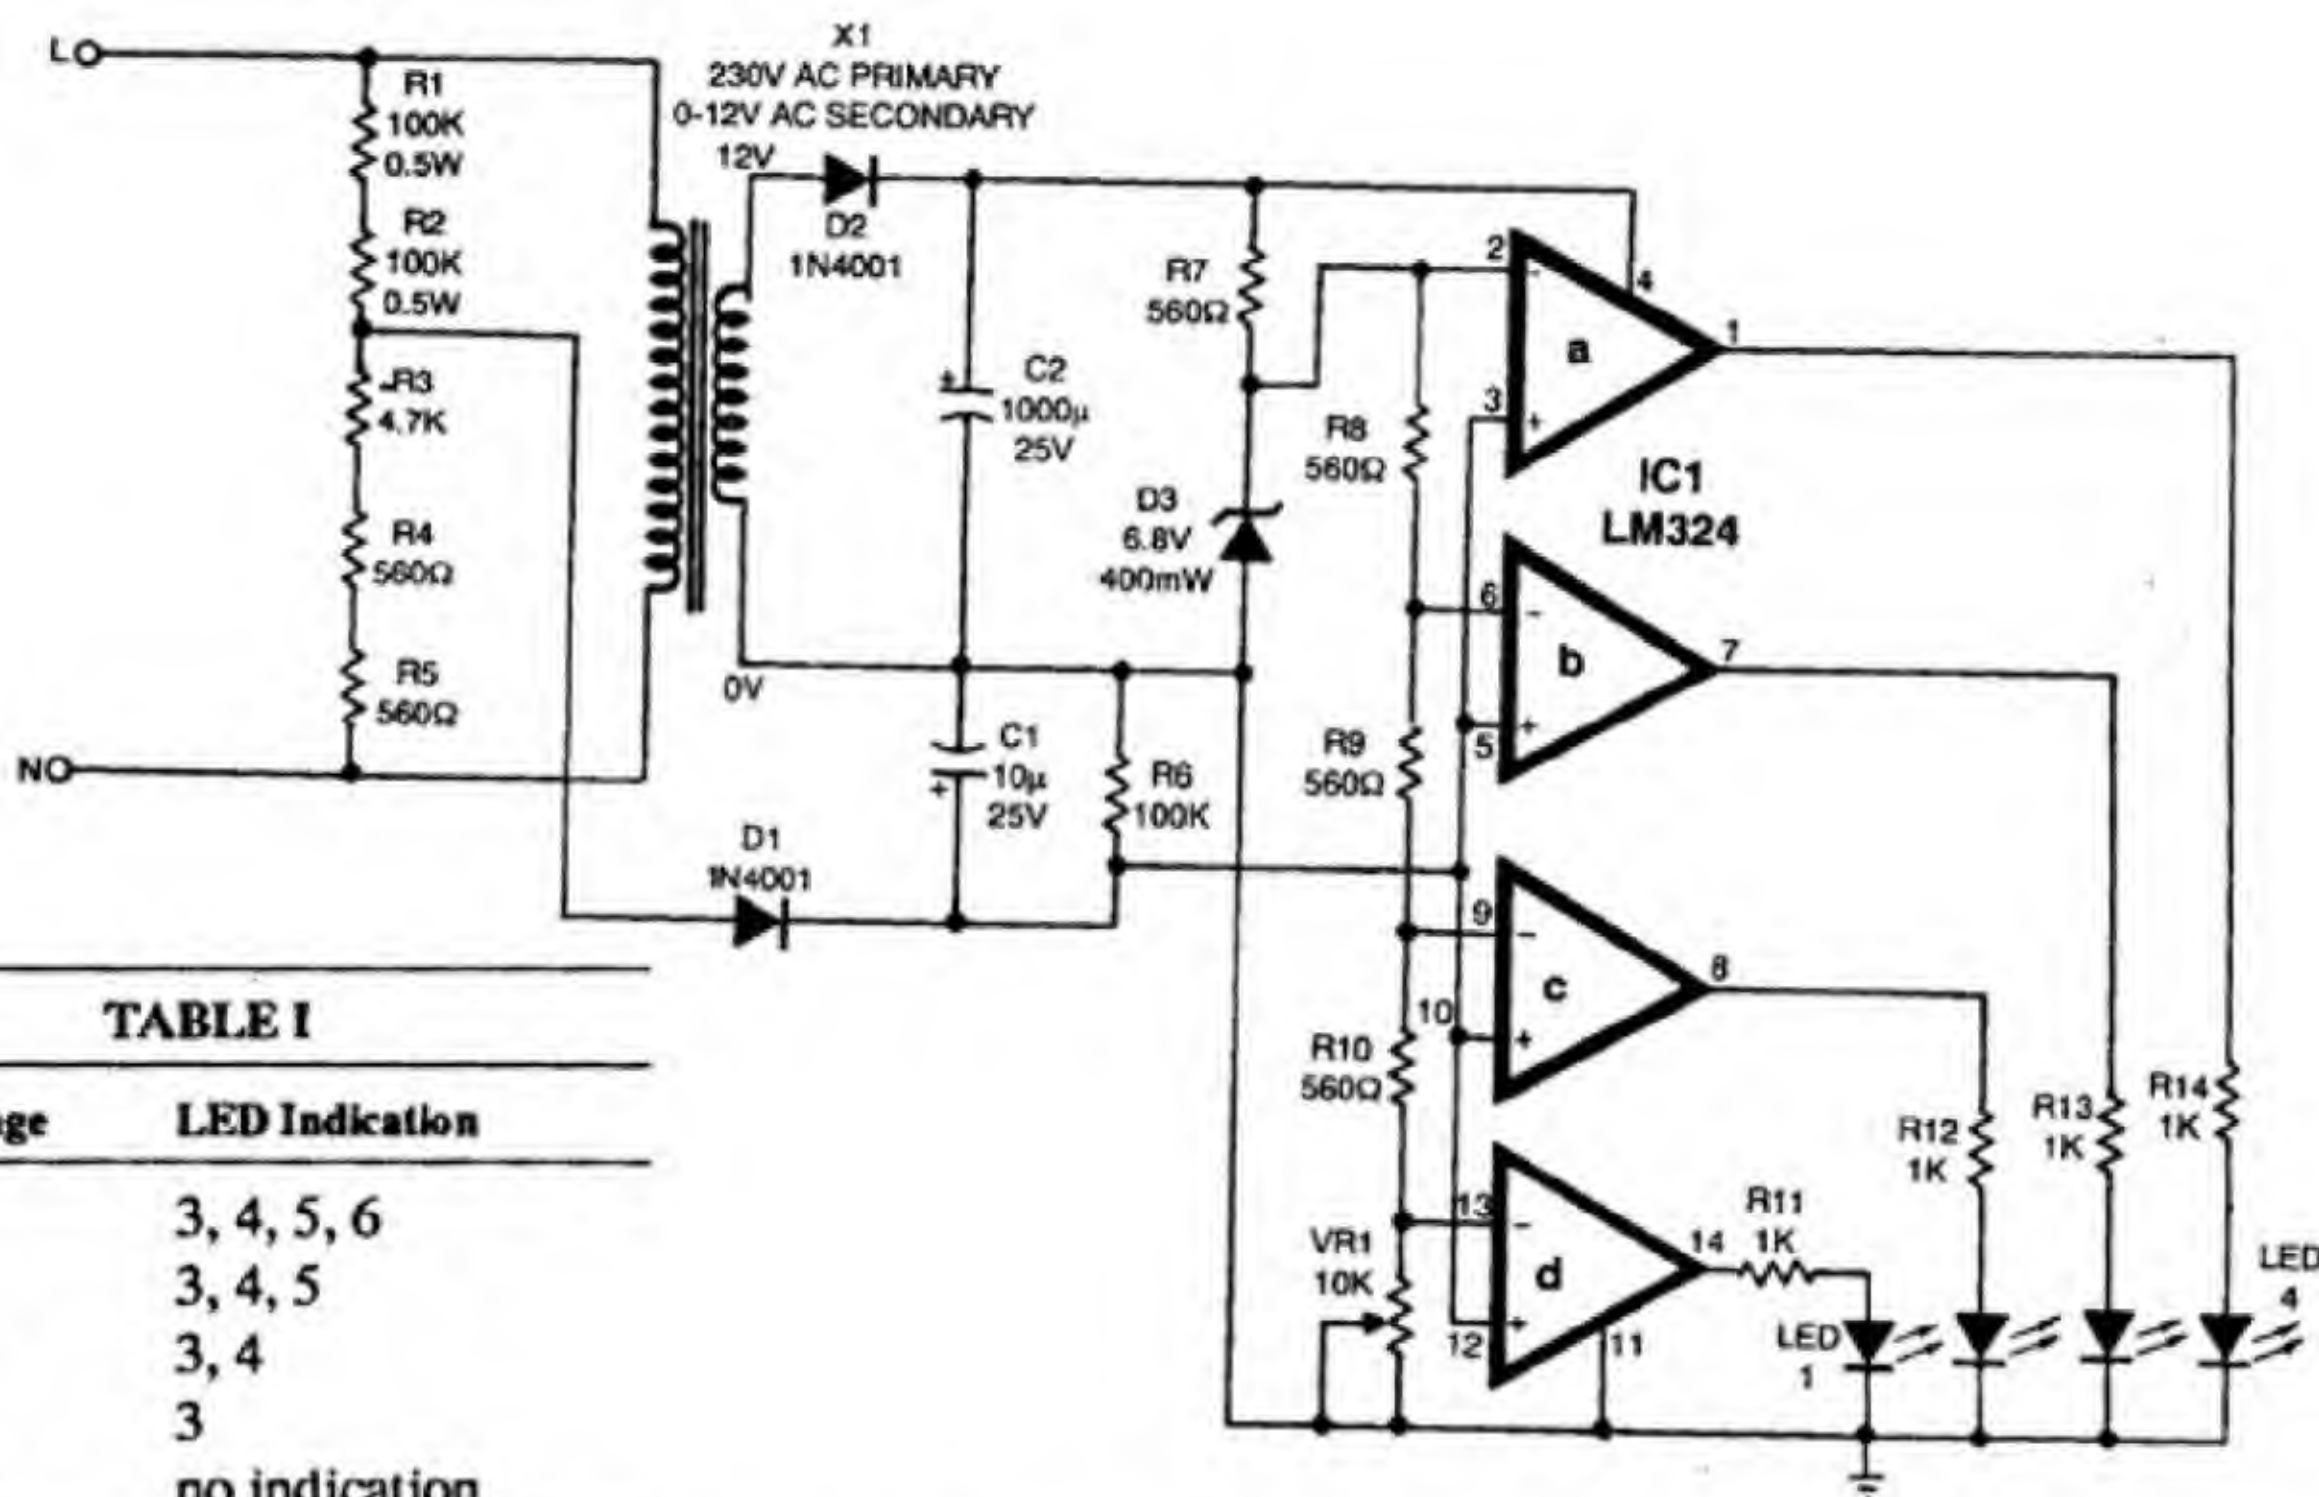 L
R1
100K
0.5W
R2
100K
0.5W
R3
4.7K
R4
560Ω
R5
560Ω
N
X1
230V AC PRIMARY
0-12V AC SECONDARY
12V
D2
1N4001
C2
+
1000µ
25V
0V
C1
10µ
+
25V
R6
100K
D1
1N4001
R7
560Ω
D3
6.8V
400mW
R8
560Ω
R9
560Ω
R10
560Ω
VR1
10K
2
-
4
a
1
3
+
IC1
LM324
6
-
b
7
5
+
9
-
c
8
10
+
13
-
d
14
12
+
11
R11
1K
R12
1K
R13
1K
R14
1K
LED
1
LED
4
TABLE I
LED Indication
3, 4, 5, 6
3, 4, 5
3, 4
3
no indication